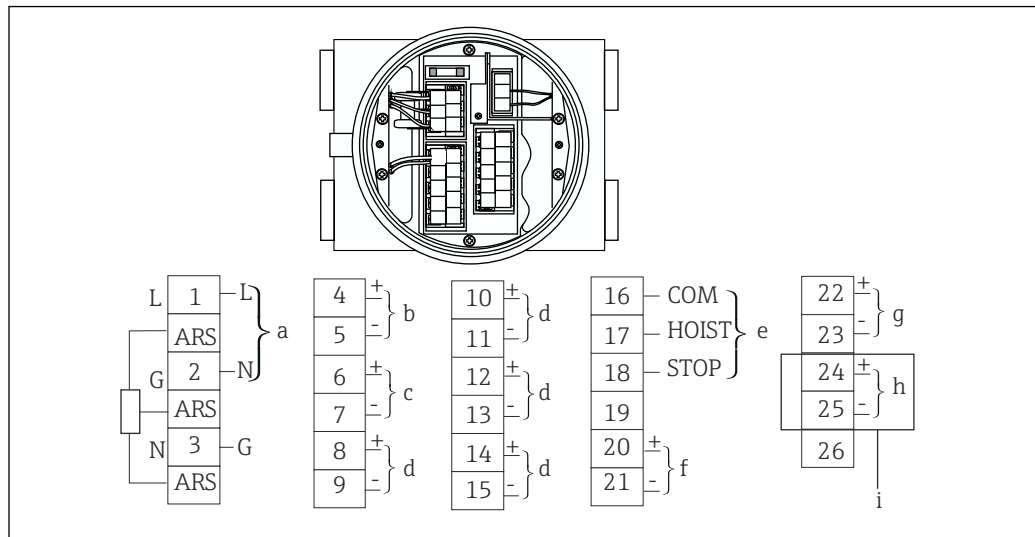 L 1 L
ARS
a
G 2 N
ARS
N 3 G
ARS
4 +
b
5 -
6 +
c
7 -
8 +
d
9 -
10 +
d
11 -
12 +
d
13 -
14 +
d
15 -
16 COM
17 HOIST
e
18 STOP
19
20 +
f
21 -
22 +
g
23 -
24 +
h
25 -
26
i